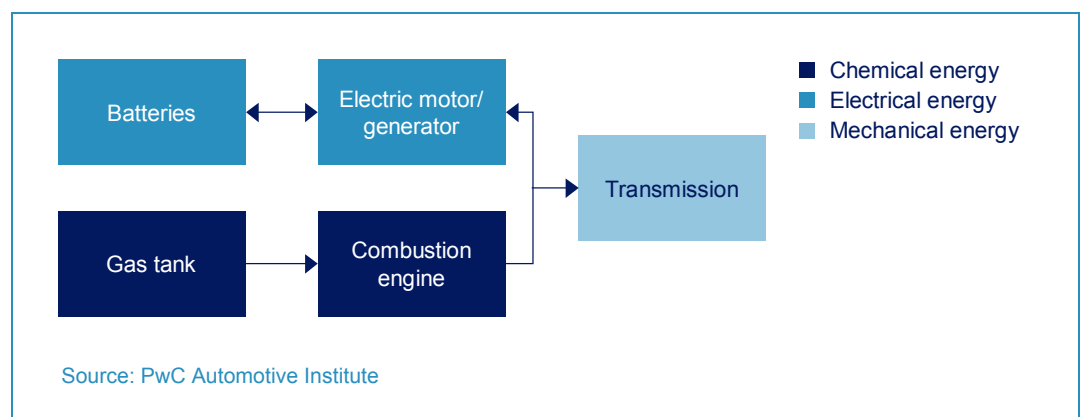 Batteries
Electric motor/
generator
Transmission
Gas tank
Combustion
engine
Chemical energy
Electrical energy
Mechanical energy
Source: PwC Automotive Institute